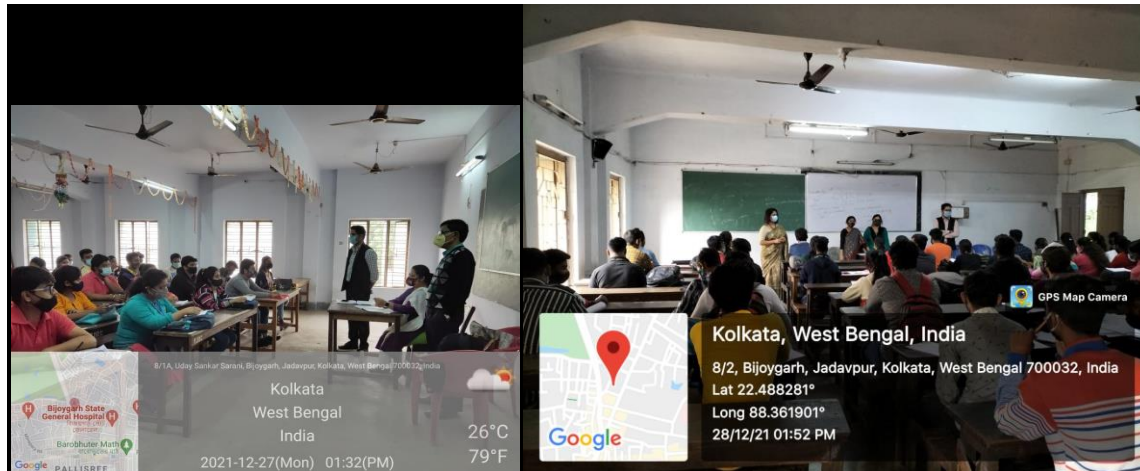 8/1A, Uday Sankar Sarani, Bijoygarh, Jadavpur, Kolkata, West Bengal 700032, India
Kolkata
West Bengal
India
2021-12-27(Mon) 01:32(PM)
26°C
79°F
Bijoygarh State
General Hospital
Barobhuter Math
PALLISREE
Google
GPS Map Camera
Kolkata, West Bengal, India
8/2, Bijoygarh, Jadavpur, Kolkata, West Bengal 700032, India
Lat 22.488281°
Long 88.361901°
28/12/21 01:52 PM
Google